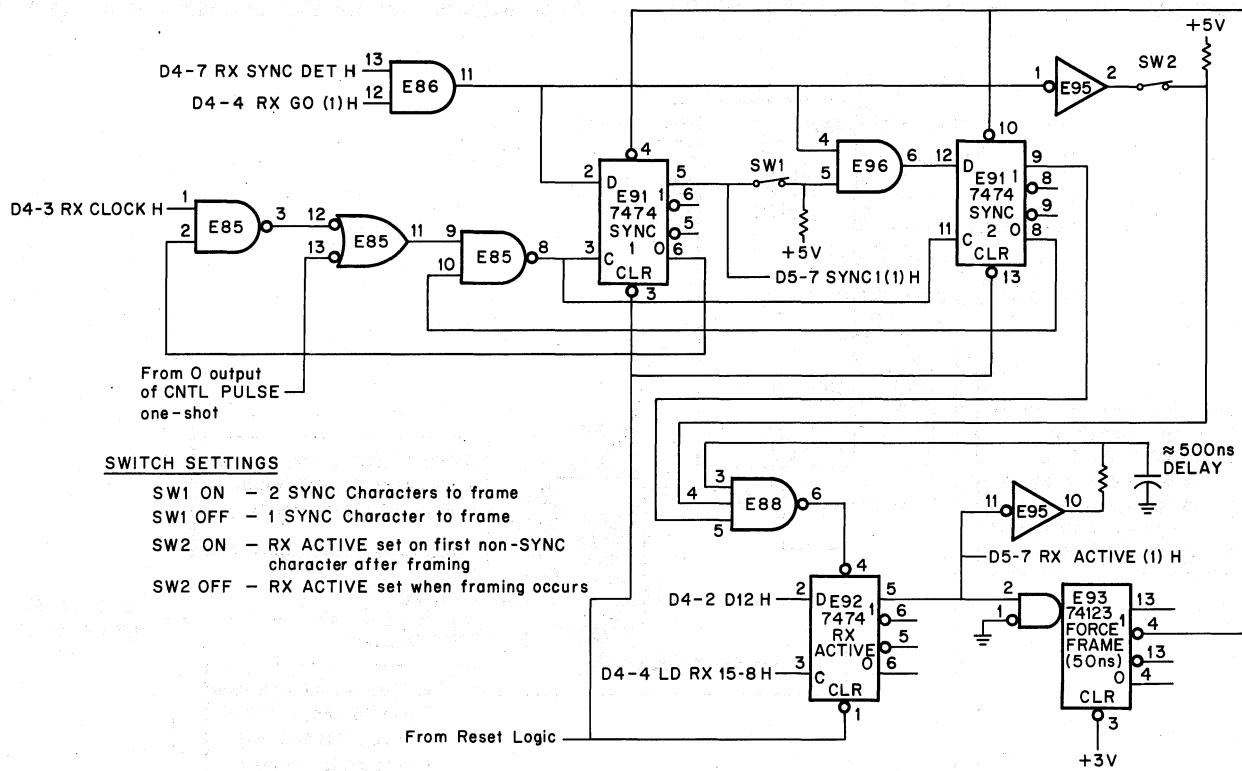 +5V
D4-7 RX SYNC DET H
13
12
E86
11
D4-4 RX GO (1) H
1
E95
2
SW2
4
10
4
5
E96
6
12
D
E91 1
7474
SYNC
2 0
C
CLR
9
8
9
8
11
13
2
D
E91 1
7474
SYNC
1 0
C
CLR
5
6
5
6
3
3
SW1
+5V
D5-7 SYNC1 (1) H
D4-3 RX CLOCK H
1
2
E85
3
12
13
E85
11
9
10
E85
8
From 0 output
of CNTL PULSE
one-shot
SWITCH SETTINGS
SW1 ON – 2 SYNC Characters to frame
SW1 OFF – 1 SYNC Character to frame
SW2 ON – RX ACTIVE set on first non-SYNC
character after framing
SW2 OFF – RX ACTIVE set when framing occurs
3
4
5
E88
6
≈500ns
DELAY
11
E95
10
D5-7 RX ACTIVE (1) H
4
D4-2 D12 H
2
D E92
7474 1
RX
ACTIVE
0
C
CLR
5
6
5
6
D4-4 LD RX 15-8 H
3
1
2
1
E93
74123
FORCE 1
FRAME
(50ns)
0
CLR
13
4
13
4
3
+3V
From Reset Logic